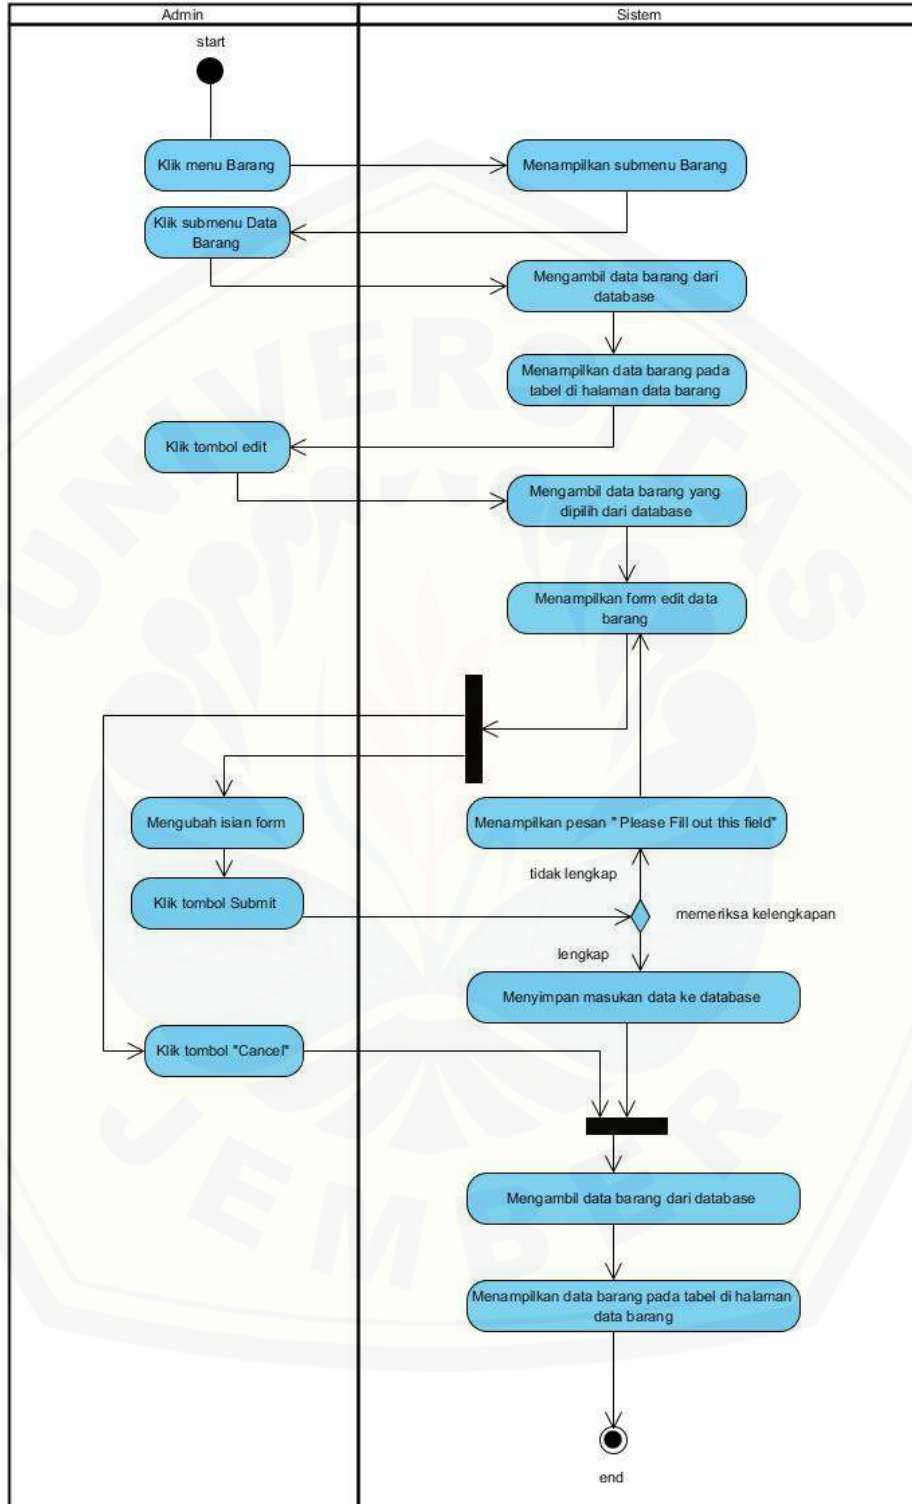 Admin
Sistem
start
Klik menu Barang
Menampilkan submenu Barang
Klik submenu Data
Barang
Mengambil data barang dari
database
Menampilkan data barang pada
tabel di halaman data barang
Klik tombol edit
Mengambil data barang yang
dipilih dari database
Menampilkan form edit data
barang
Mengubah isian form
Menampilkan pesan " Please Fill out this field"
tidak lengkap
Klik tombol Submit
memeriksa kelengkapan
lengkap
Menyimpan masukan data ke database
Klik tombol "Cancel"
Mengambil data barang dari database
Menampilkan data barang pada tabel di halaman
data barang
end
UNIVERSITAS
JEMBER